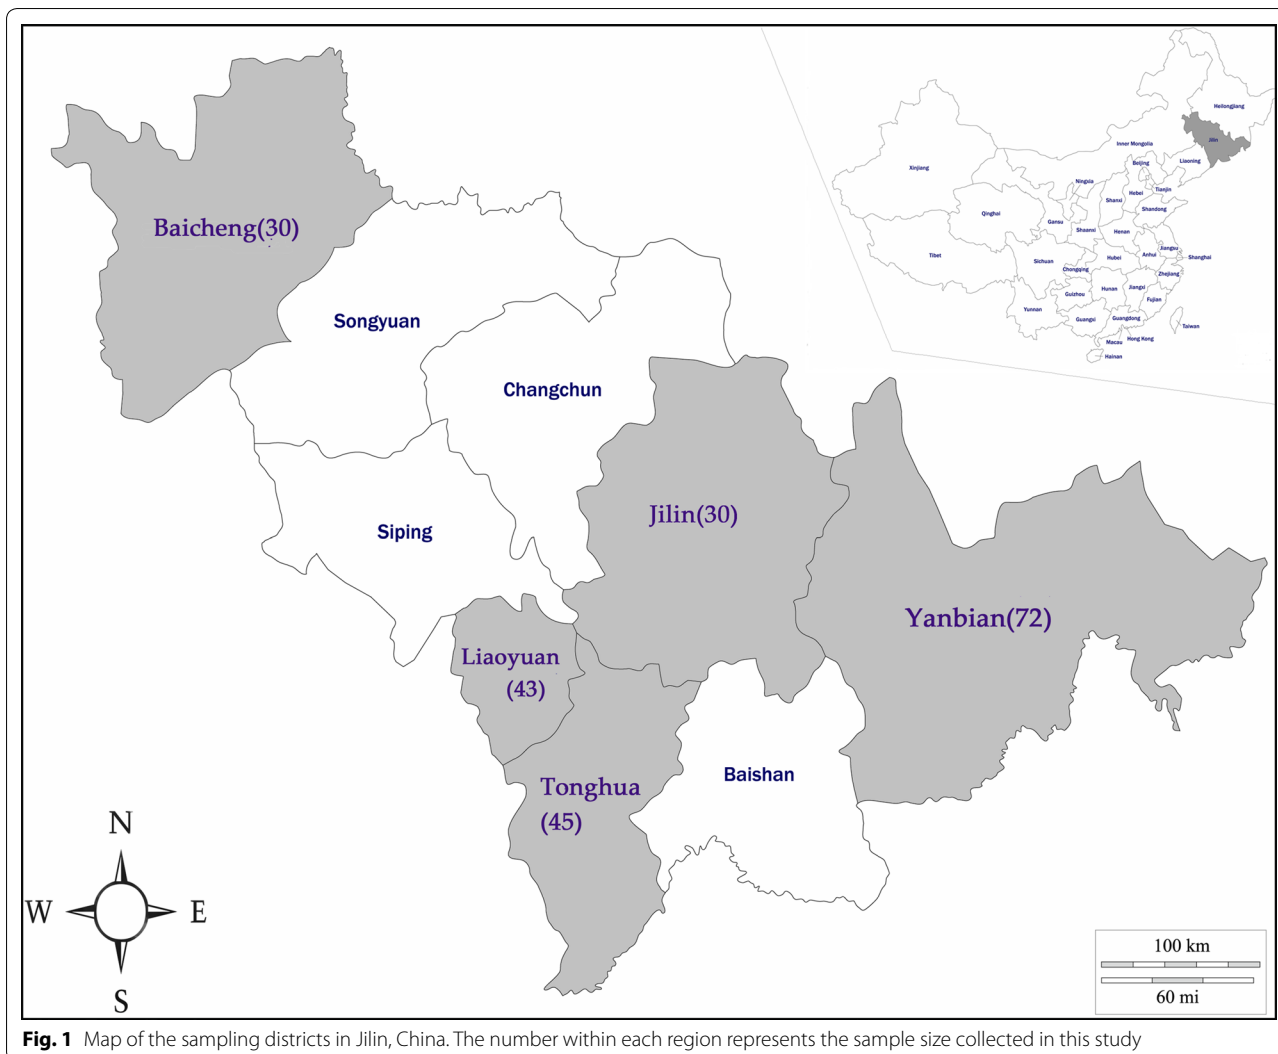 Heilongjiang
Jilin
Inner Mongolia
Liaoning
Beijing
Xinjiang
Ningxia
Hebei
Tianjin
Shanxi
Shandong
Qinghai
Gansu
Shaanxi
Henan
Jiangsu
Tibet
Sichuan
Hubei
Anhui
Shanghai
Chongqing
Zhejiang
Guizhou
Hunan
Jiangxi
Fujian
Yunnan
Guangxi
Guangdong
Taiwan
Macau
Hong Kong
Hainan
Baicheng(30)
Songyuan
Changchun
Jilin(30)
Siping
Yanbian(72)
Liaoyuan
(43)
Baishan
Tonghua
(45)
N
W
E
S
100 km
60 mi
Fig. 1 Map of the sampling districts in Jilin, China. The number within each region represents the sample size collected in this study